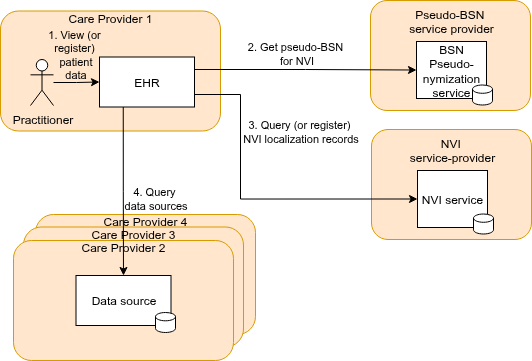 Care Provider 1
1. View (or
register)
patient
data
Practitioner
EHR
2. Get pseudo-BSN
for NVI
Pseudo-BSN
service provider
BSN
Pseudo-
nymization
service
3. Query (or register)
NVI localization records
NVI
service-provider
NVI service
4. Query
data sources
Care Provider 4
Care Provider 3
Care Provider 2
Data source